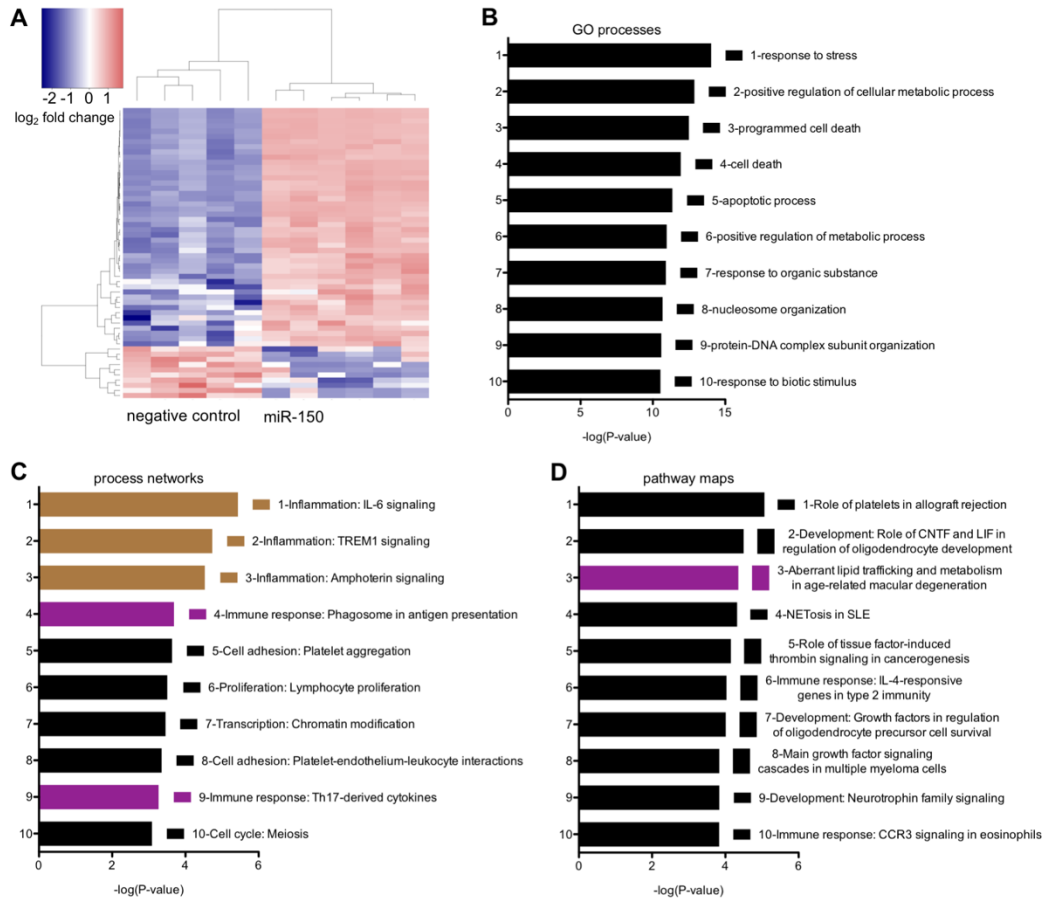 A
-2 -1 0 1
log2 fold change
negative control
miR-150
B
GO processes
1
1-response to stress
2
2-positive regulation of cellular metabolic process
3
3-programmed cell death
4
4-cell death
5
5-apoptotic process
6
6-positive regulation of metabolic process
7
7-response to organic substance
8
8-nucleosome organization
9
9-protein-DNA complex subunit organization
10
10-response to biotic stimulus
0 5 10 15
-log(P-value)
C
process networks
1
1-Inflammation: IL-6 signaling
2
2-Inflammation: TREM1 signaling
3
3-Inflammation: Amphoterin signaling
4
4-Immune response: Phagosome in antigen presentation
5
5-Cell adhesion: Platelet aggregation
6
6-Proliferation: Lymphocyte proliferation
7
7-Transcription: Chromatin modification
8
8-Cell adhesion: Platelet-endothelium-leukocyte interactions
9
9-Immune response: Th17-derived cytokines
10
10-Cell cycle: Meiosis
0 2 4 6
-log(P-value)
D
pathway maps
1
1-Role of platelets in allograft rejection
2
2-Development: Role of CNTF and LIF in
regulation of oligodendrocyte development
3
3-Aberrant lipid trafficking and metabolism
in age-related macular degeneration
4
4-NETosis in SLE
5
5-Role of tissue factor-induced
thrombin signaling in cancerogenesis
6
6-Immune response: IL-4-responsive
genes in type 2 immunity
7
7-Development: Growth factors in regulation
of oligodendrocyte precursor cell survival
8
8-Main growth factor signaling
cascades in multiple myeloma cells
9
9-Development: Neurotrophin family signaling
10
10-Immune response: CCR3 signaling in eosinophils
0 2 4 6
-log(P-value)